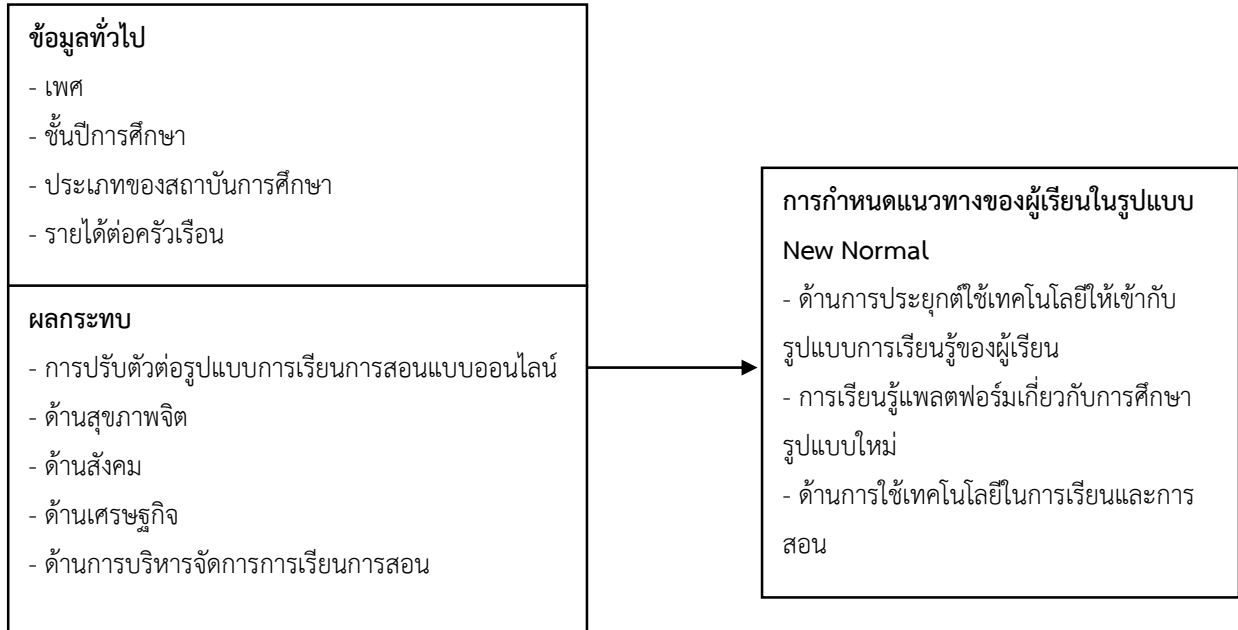 ข้อมูลทั่วไป
- เพศ
- ชั้นปีการศึกษา
- ประเภทของสถาบันการศึกษา
- รายได้ต่อครัวเรือน
ผลกระทบ
- การปรับตัวต่อรูปแบบการเรียนการสอนแบบออนไลน์
- ด้านสุขภาพจิต
- ด้านสังคม
- ด้านเศรษฐกิจ
- ด้านการบริหารจัดการการเรียนการสอน
การกำหนดแนวทางของผู้เรียนในรูปแบบ
New Normal
- ด้านการประยุกต์ใช้เทคโนโลยีให้เข้ากับ
รูปแบบการเรียนรู้ของผู้เรียน
- การเรียนรู้แพลตฟอร์มเกี่ยวกับการศึกษา
รูปแบบใหม่
- ด้านการใช้เทคโนโลยีในการเรียนและการ
สอน